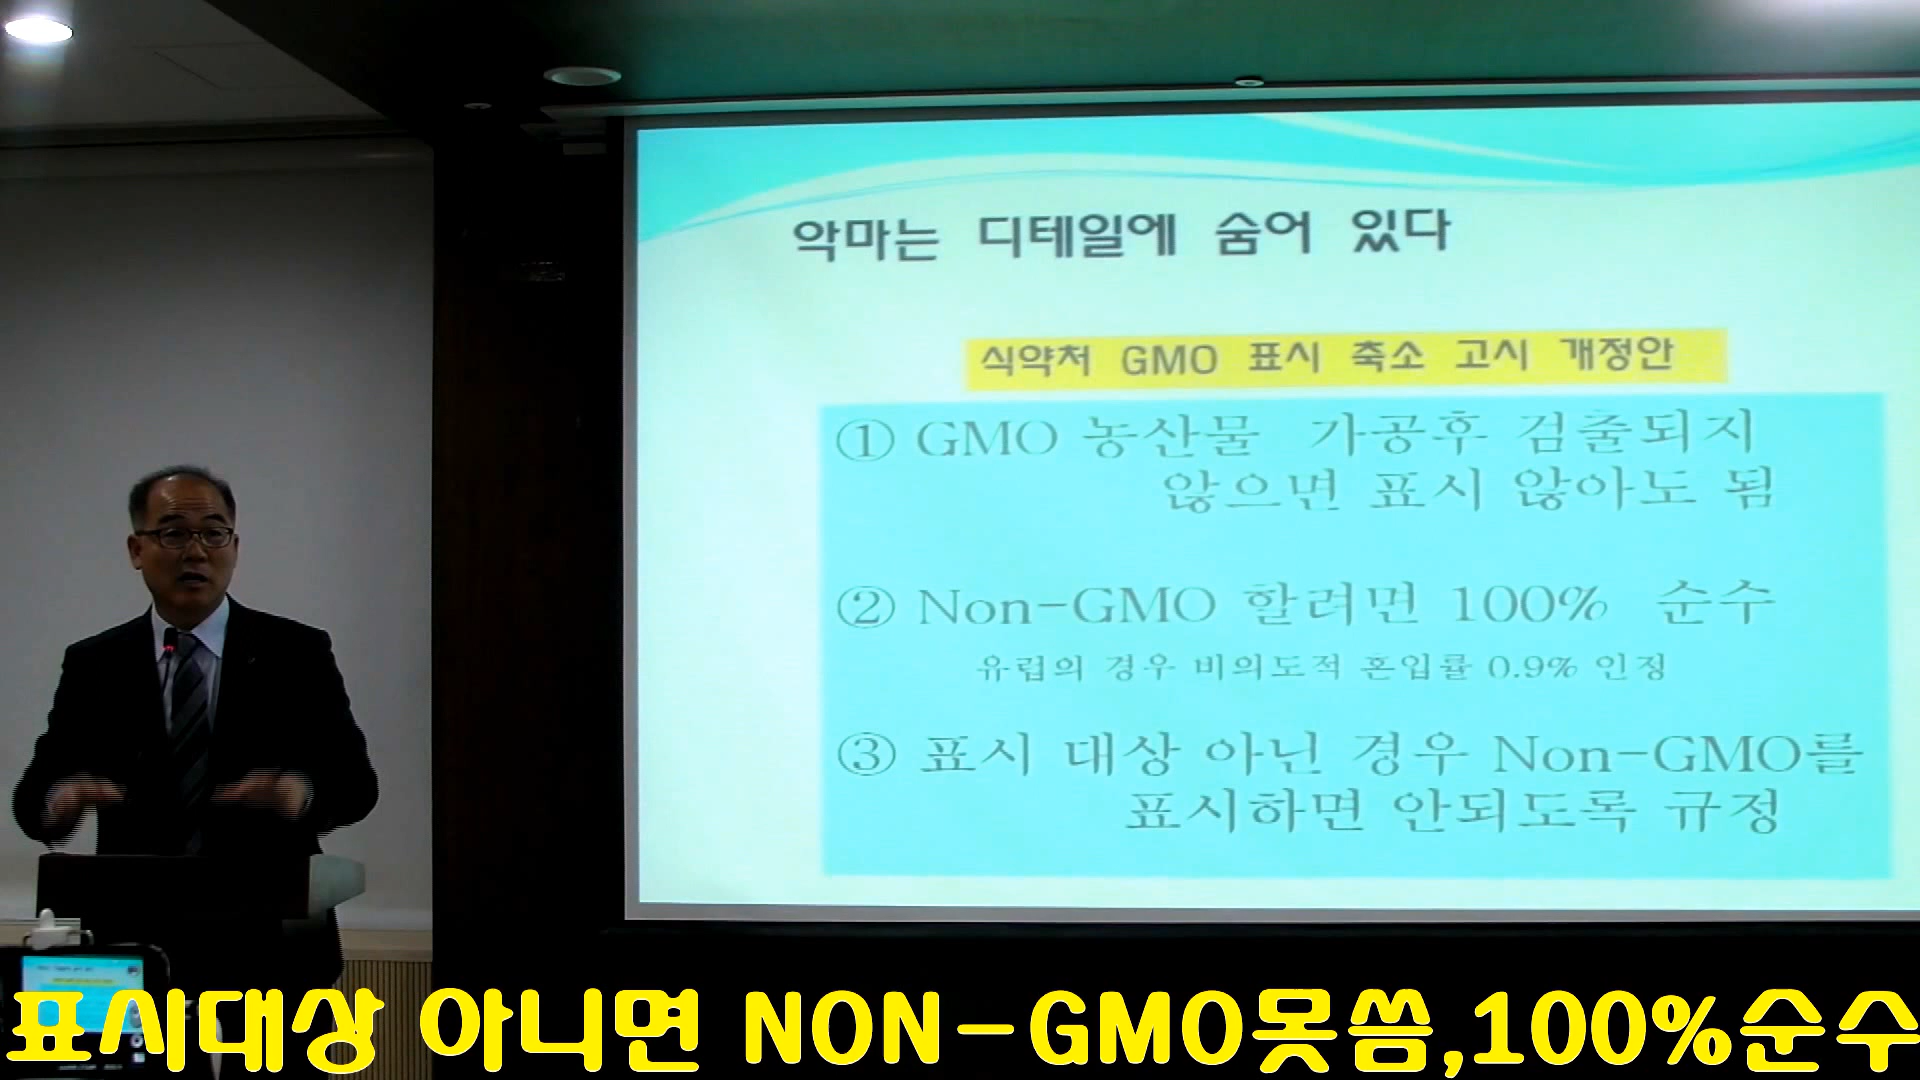 악마는 디테일에 숨어 있다
식약처 GMO 표시 축소 고시 개정안
① GMO 농산물 가공후 검출되지
않으면 표시 않아도 됨
② Non-GMO 할려면 100% 순수
유럽의 경우 비의도적 혼입률 0.9% 인정
③ 표시 대상 아닌 경우 Non-GMO를
표시하면 안되도록 규정
표시대상 아니면 NON-GMO못씀,100%순수